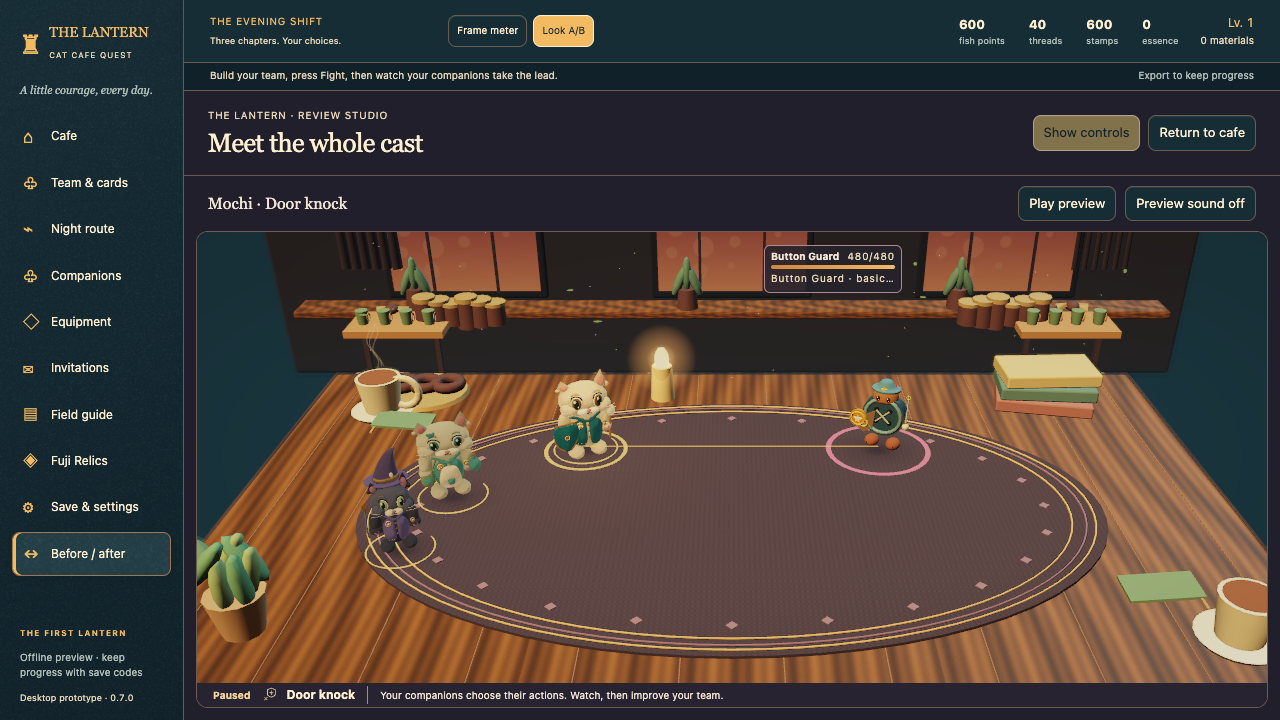 THE LANTERN
CAT CAFE QUEST
A little courage, every day.
Cafe
Team & cards
Night route
Companions
Equipment
Invitations
Field guide
Fuji Relics
Save & settings
Before / after
THE FIRST LANTERN
Offline preview · keep
progress with save codes
Desktop prototype · 0.7.0
THE EVENING SHIFT
Three chapters. Your choices.
Frame meter
Look A/B
600
fish points
40
threads
600
stamps
0
essence
Lv. 1
0 materials
Build your team, press Fight, then watch your companions take the lead.
Export to keep progress
THE LANTERN · REVIEW STUDIO
Meet the whole cast
Show controls
Return to cafe
Mochi · Door knock
Play preview
Preview sound off
Button Guard 480/480
Button Guard · basic…
Paused
Door knock
Your companions choose their actions. Watch, then improve your team.